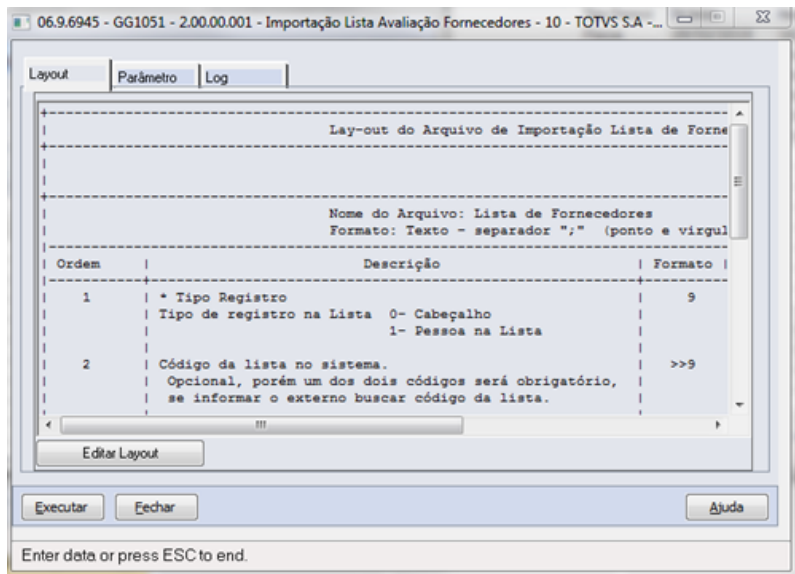 06.9.6945 - GG1051 - 2.00.00.001 - Importação Lista Avaliação Fornecedores - 10 - TOTVS S.A -...
Layout Parâmetro Log
Lay-out do Arquivo de Importação Lista de Forne
Nome do Arquivo: Lista de Fornecedores
Formato: Texto - separador ";" (ponto e virgul
Ordem | Descrição | Formato |
1 | * Tipo Registro | 9
| Tipo de registro na Lista 0- Cabeçalho |
1- Pessoa na Lista |
2 | Código da lista no sistema. | >>9
| Opcional, porém um dos dois códigos será obrigatório, |
| se informar o externo buscar código da lista. |
Editar Layout
Executar Fechar Ajuda
Enter data or press ESC to end.